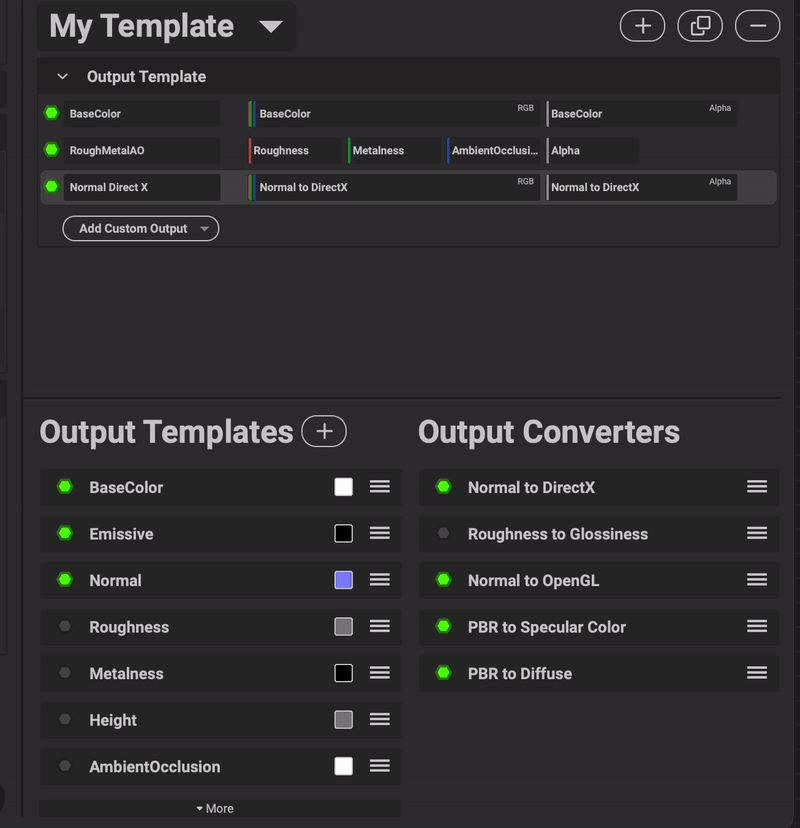 My Template
Output Template
BaseColor BaseColor RGB BaseColor Alpha
RoughMetalAO Roughness Metalness AmbientOcclusi... Alpha
Normal Direct X Normal to DirectX RGB Normal to DirectX Alpha
Add Custom Output
Output Templates
BaseColor
Emissive
Normal
Roughness
Metalness
Height
AmbientOcclusion
More
Output Converters
Normal to DirectX
Roughness to Glossiness
Normal to OpenGL
PBR to Specular Color
PBR to Diffuse